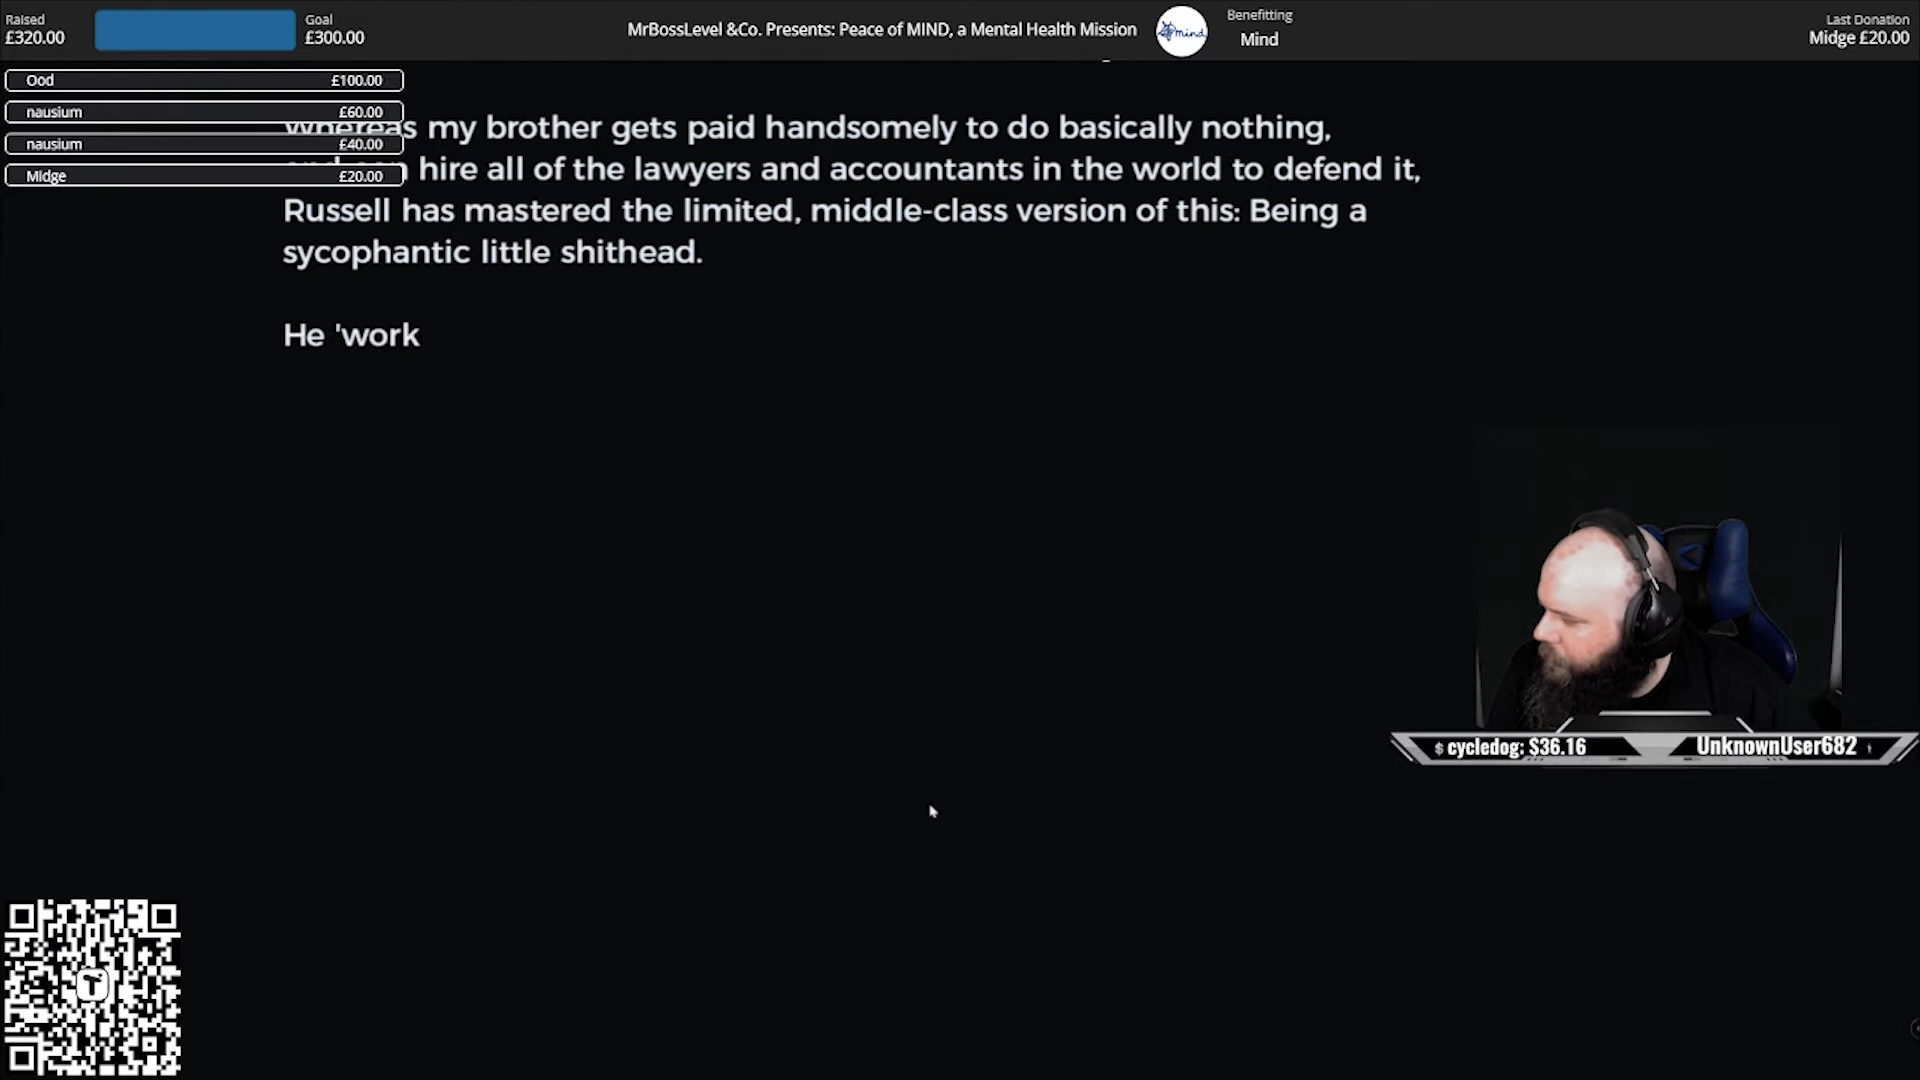 Raised
£320.00
Goal
£300.00
MrBossLevel &Co. Presents: Peace of MIND, a Mental Health Mission
mind
Benefitting
Mind
Last Donation
Midge £20.00
Ood £100.00
nausium £60.00
nausium £40.00
Midge £20.00
Whereas my brother gets paid handsomely to do basically nothing,
hire all of the lawyers and accountants in the world to defend it,
Russell has mastered the limited, middle-class version of this: Being a
sycophantic little shithead.
He 'work
$ cycledog: $36.16
UnknownUser682